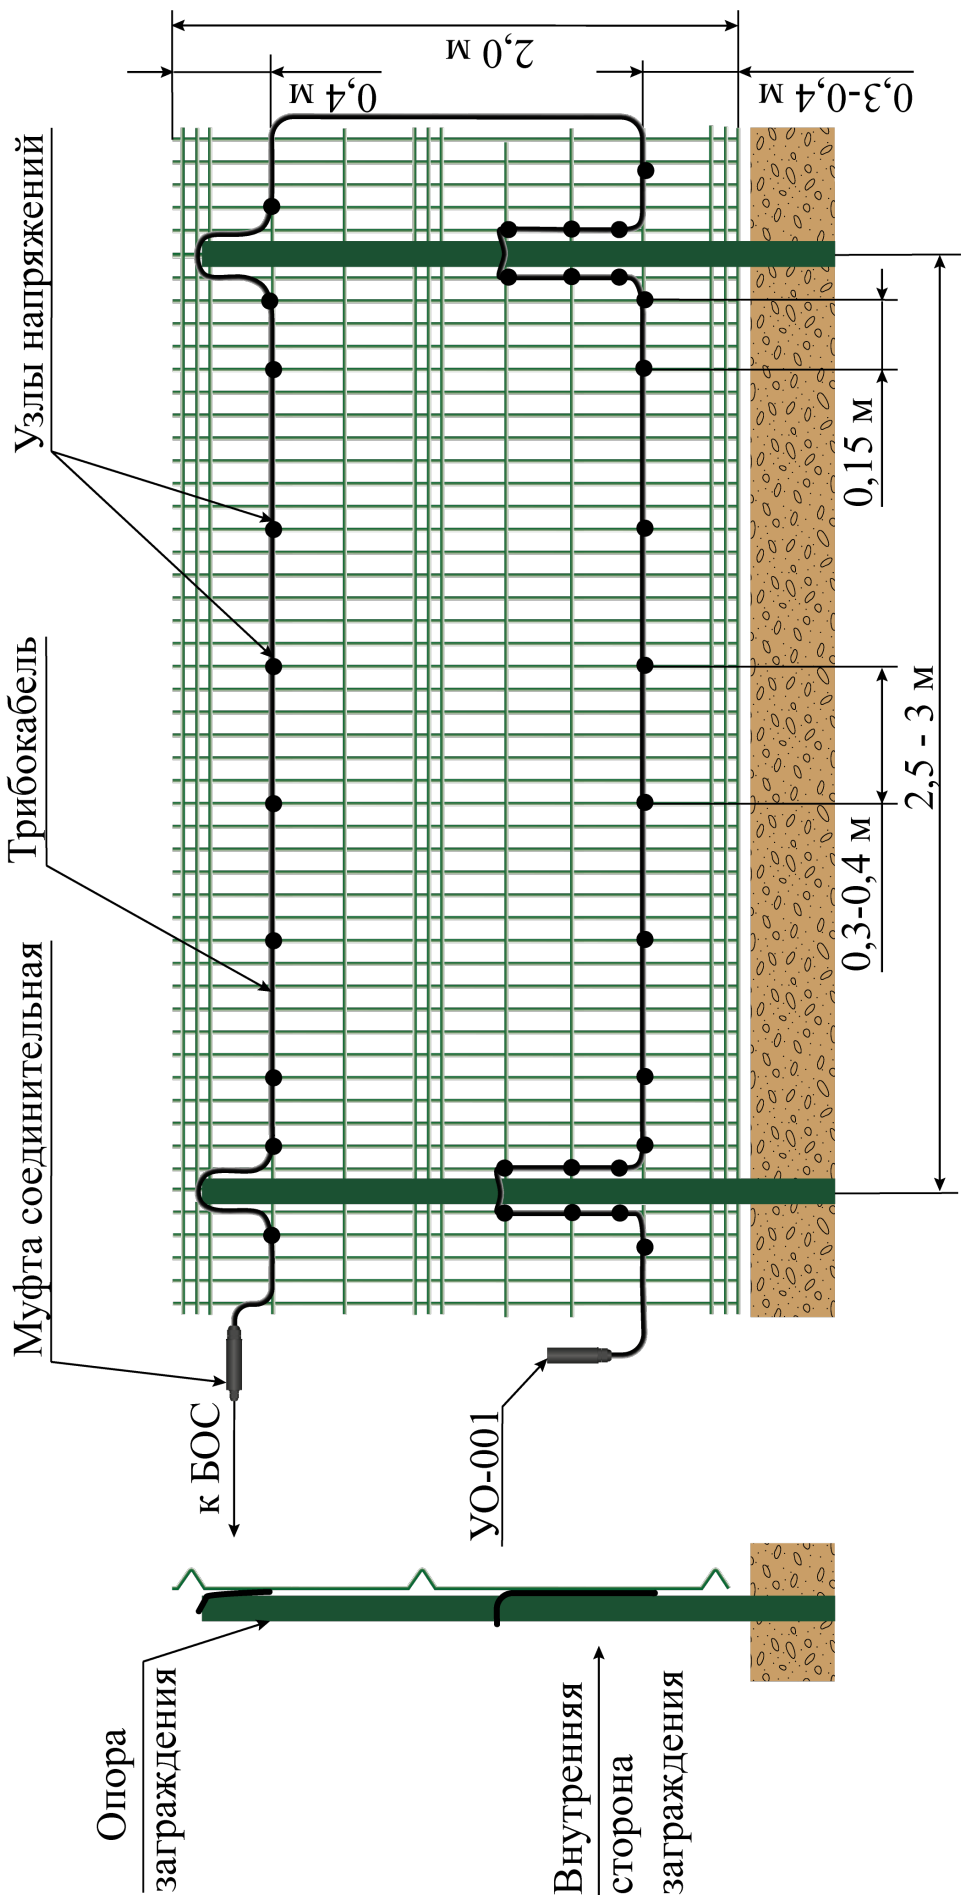 Опора
заграждения
Внутренняя
сторона
заграждения
к БОС
Муфта соединительная
УО-001
Трибокабель
Узлы напряжений
0,4 м
2,0 м
0,3-0,4 м
0,3-0,4 м
0,15 м
2,5 - 3 м